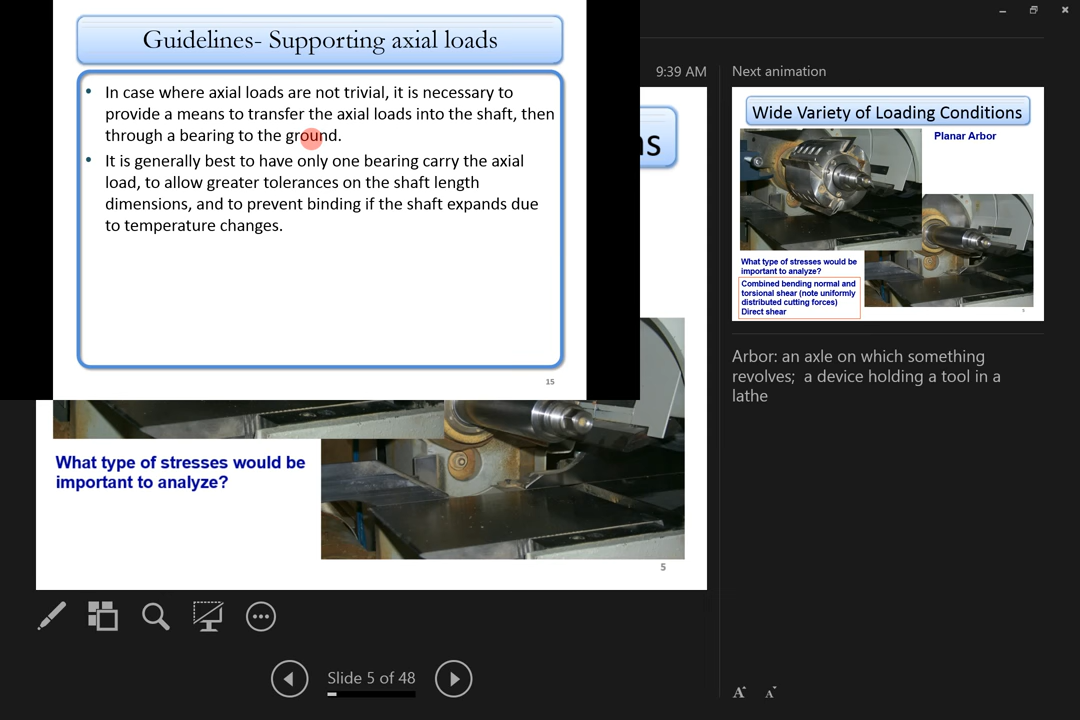 Guidelines- Supporting axial loads
• In case where axial loads are not trivial, it is necessary to
provide a means to transfer the axial loads into the shaft, then
through a bearing to the ground.
• It is generally best to have only one bearing carry the axial
load, to allow greater tolerances on the shaft length
dimensions, and to prevent binding if the shaft expands due
to temperature changes.
15
9:39 AM
ns
What type of stresses would be
important to analyze?
5
Slide 5 of 48
Next animation
Wide Variety of Loading Conditions
Planar Arbor
What type of stresses would be
important to analyze?
Combined bending normal and
torsional shear (note uniformly
distributed cutting forces)
Direct shear
Arbor: an axle on which something
revolves;  a device holding a tool in a
lathe
A A